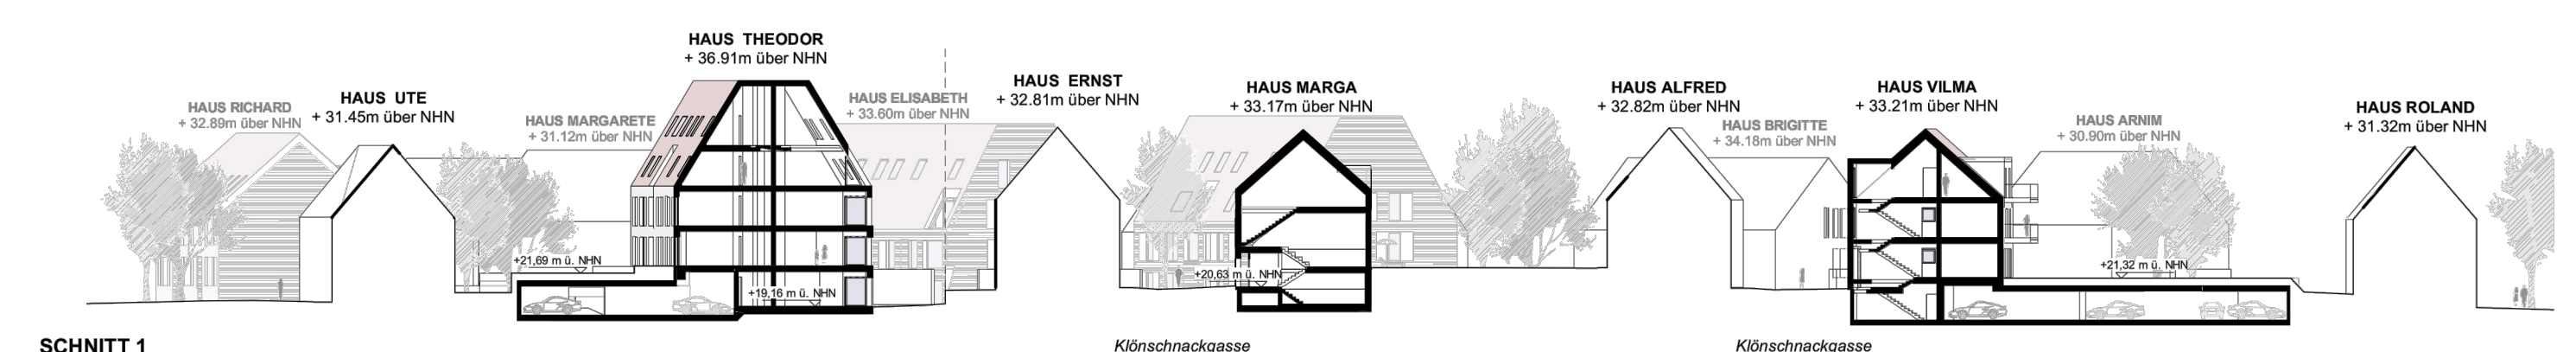 HAUS RICHARD
+ 32.89m über NHN
HAUS UTE
+ 31.45m über NHN
HAUS MARGARETE
+ 31.12m über NHN
HAUS THEODOR
+ 36.91m über NHN
HAUS ELISABETH
+ 33.60m über NHN
HAUS ERNST
+ 32.81m über NHN
HAUS MARGA
+ 33.17m über NHN
HAUS ALFRED
+ 32.82m über NHN
HAUS BRIGITTE
+ 34.18m über NHN
HAUS VILMA
+ 33.21m über NHN
HAUS ARNIM
+ 30.90m über NHN
HAUS ROLAND
+ 31.32m über NHN
+21,69 m ü. NHN
+19,16 m ü. NHN
+20,63 m ü. NHN
+21,32 m ü. NHN
SCHNITT 1
Klönschnackgasse
Klönschnackgasse